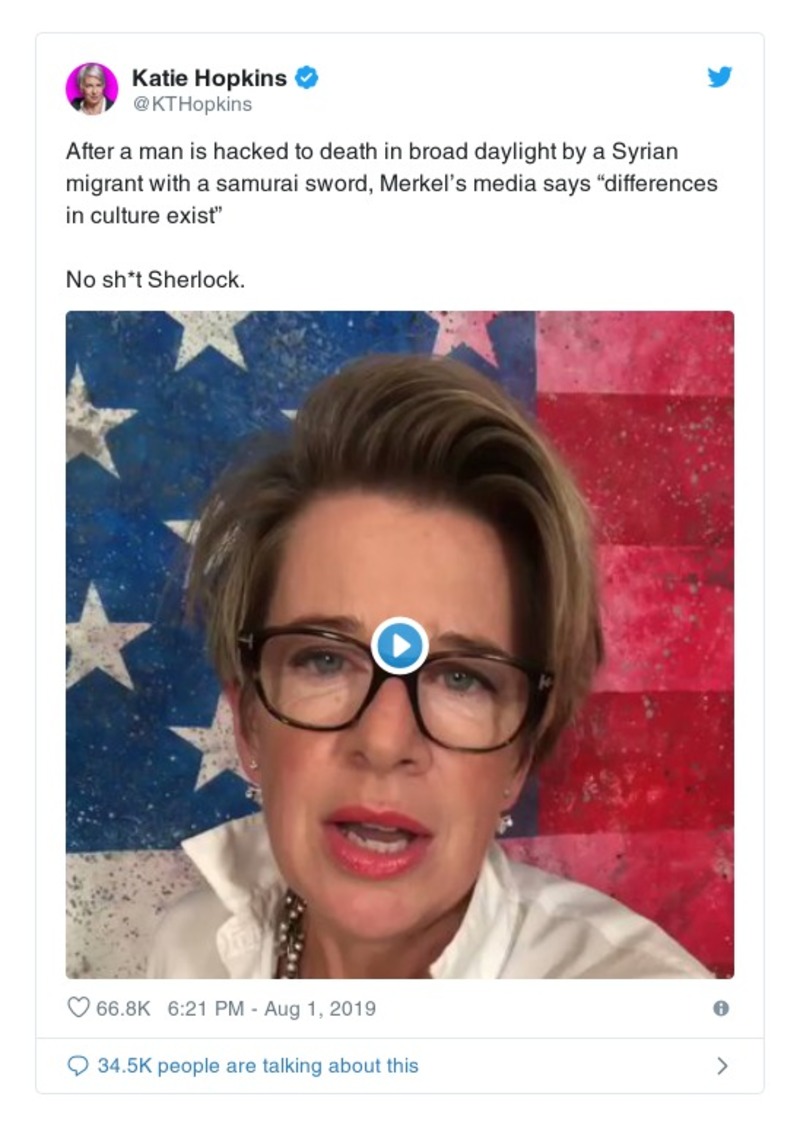 Katie Hopkins
@KTHopkins
After a man is hacked to death in broad daylight by a Syrian
migrant with a samurai sword, Merkel’s media says “differences
in culture exist”
No sh*t Sherlock.
66.8K 6:21 PM - Aug 1, 2019
34.5K people are talking about this